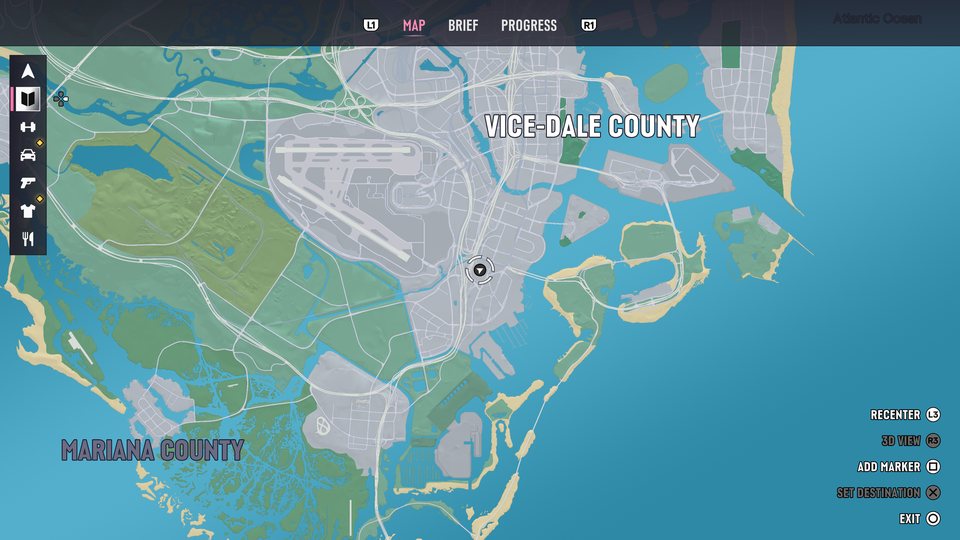 L1 MAP BRIEF PROGRESS R1
Atlantic Ocean
VICE-DALE COUNTY
MARIANA COUNTY
RECENTER L3
3D VIEW R3
ADD MARKER
SET DESTINATION
EXIT